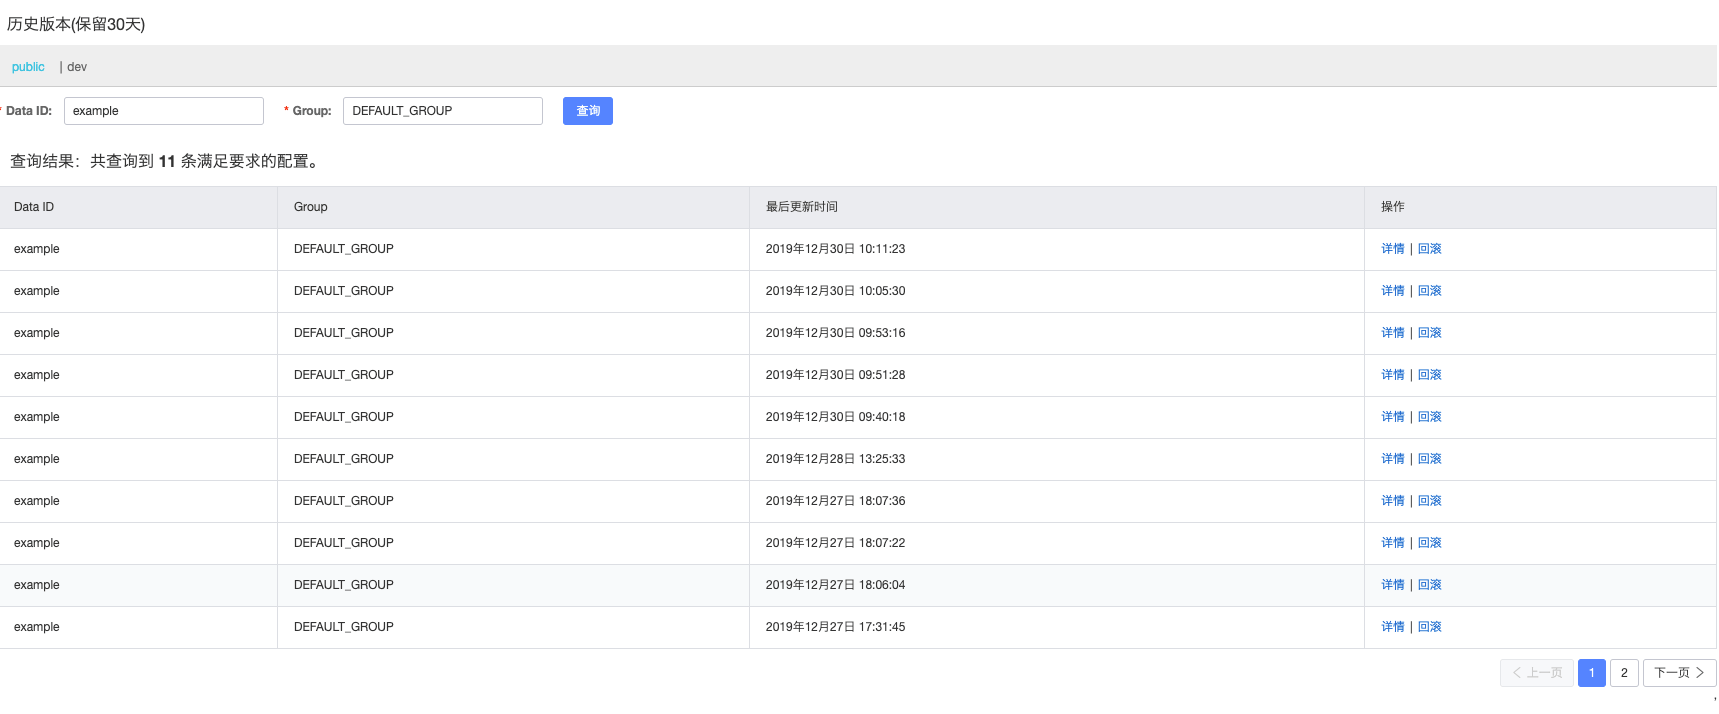 历史版本(保留30天)
public | dev
* Data ID: example * Group: DEFAULT_GROUP 查询
查询结果：共查询到 11 条满足要求的配置。
Data ID Group 最后更新时间 操作
example DEFAULT_GROUP 2019年12月30日 10:11:23 详情 | 回滚
example DEFAULT_GROUP 2019年12月30日 10:05:30 详情 | 回滚
example DEFAULT_GROUP 2019年12月30日 09:53:16 详情 | 回滚
example DEFAULT_GROUP 2019年12月30日 09:51:28 详情 | 回滚
example DEFAULT_GROUP 2019年12月30日 09:40:18 详情 | 回滚
example DEFAULT_GROUP 2019年12月28日 13:25:33 详情 | 回滚
example DEFAULT_GROUP 2019年12月27日 18:07:36 详情 | 回滚
example DEFAULT_GROUP 2019年12月27日 18:07:22 详情 | 回滚
example DEFAULT_GROUP 2019年12月27日 18:06:04 详情 | 回滚
example DEFAULT_GROUP 2019年12月27日 17:31:45 详情 | 回滚
上一页 1 2 下一页